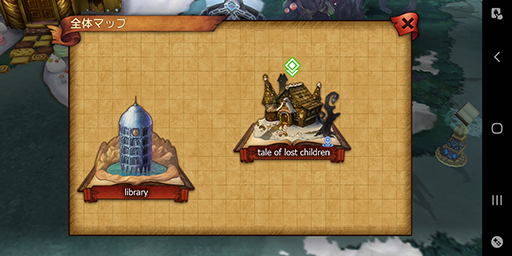 全体マップ
tale of lost children
library